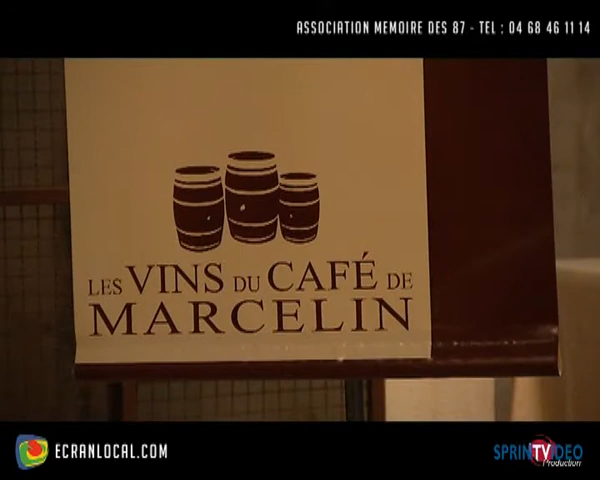 ASSOCIATION MEMOIRE DES 87 - TEL : 04 68 46 11 14
LES VINS DU CAFÉ DE
MARCELIN
ECRANLOCAL.COM
SPRINTVIDEO
Production